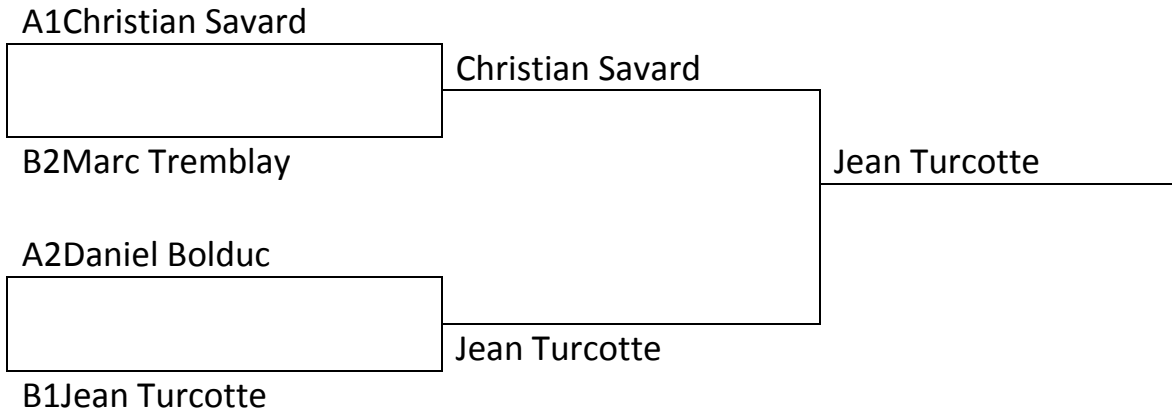 A1Christian Savard
Christian Savard
B2Marc Tremblay
Jean Turcotte
A2Daniel Bolduc
Jean Turcotte
B1Jean Turcotte